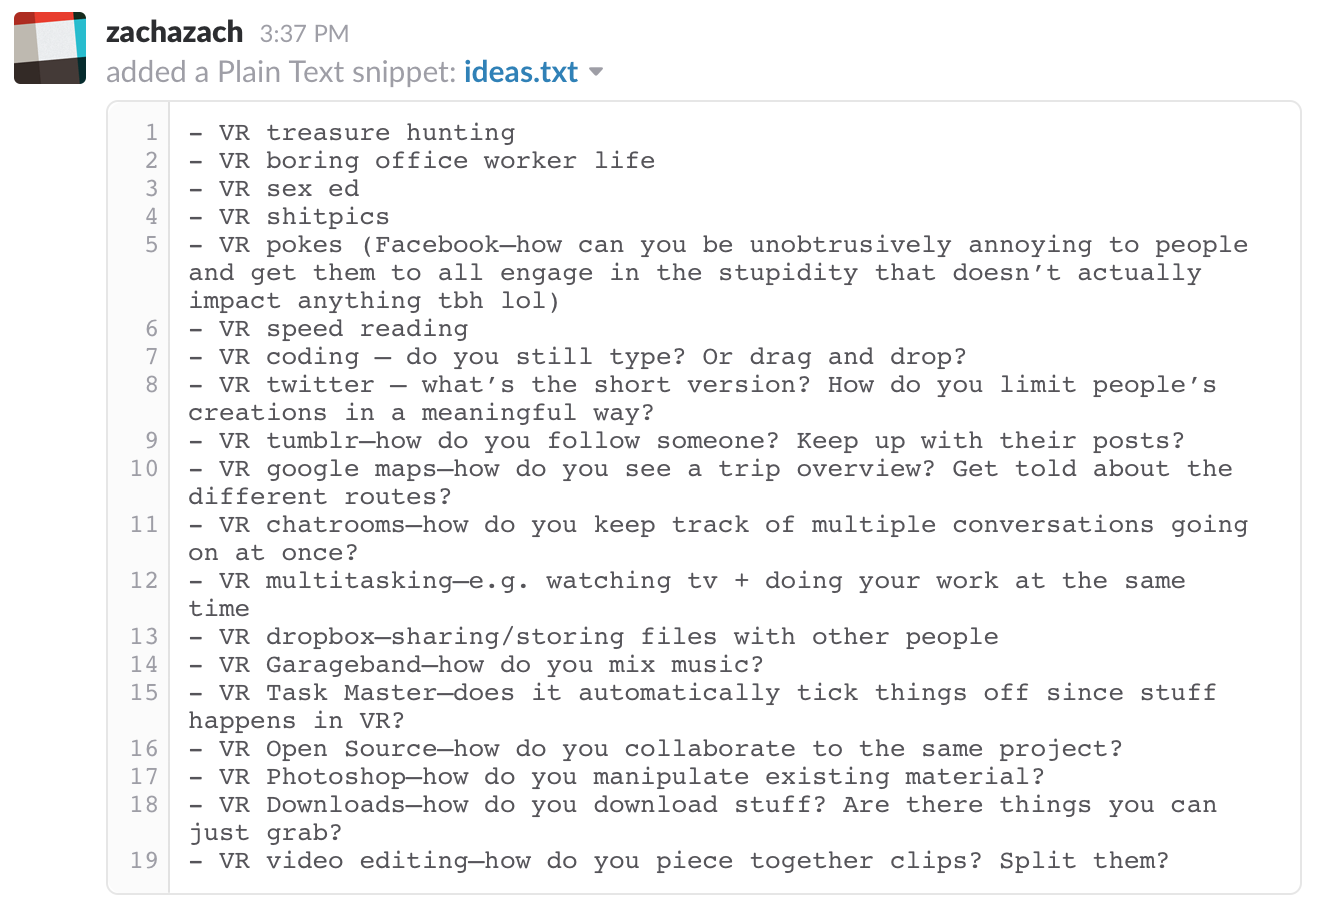 zachazach 3:37 PM
added a Plain Text snippet: ideas.txt
1 – VR treasure hunting
2 – VR boring office worker life
3 – VR sex ed
4 – VR shitpics
5 – VR pokes (Facebook—how can you be unobtrusively annoying to people
and get them to all engage in the stupidity that doesn’t actually
impact anything tbh lol)
6 – VR speed reading
7 – VR coding — do you still type? Or drag and drop?
8 – VR twitter — what’s the short version? How do you limit people’s
creations in a meaningful way?
9 – VR tumblr—how do you follow someone? Keep up with their posts?
10 – VR google maps—how do you see a trip overview? Get told about the
different routes?
11 – VR chatrooms—how do you keep track of multiple conversations going
on at once?
12 – VR multitasking—e.g. watching tv + doing your work at the same
time
13 – VR dropbox—sharing/storing files with other people
14 – VR Garageband—how do you mix music?
15 – VR Task Master—does it automatically tick things off since stuff
happens in VR?
16 – VR Open Source—how do you collaborate to the same project?
17 – VR Photoshop—how do you manipulate existing material?
18 – VR Downloads—how do you download stuff? Are there things you can
just grab?
19 – VR video editing—how do you piece together clips? Split them?